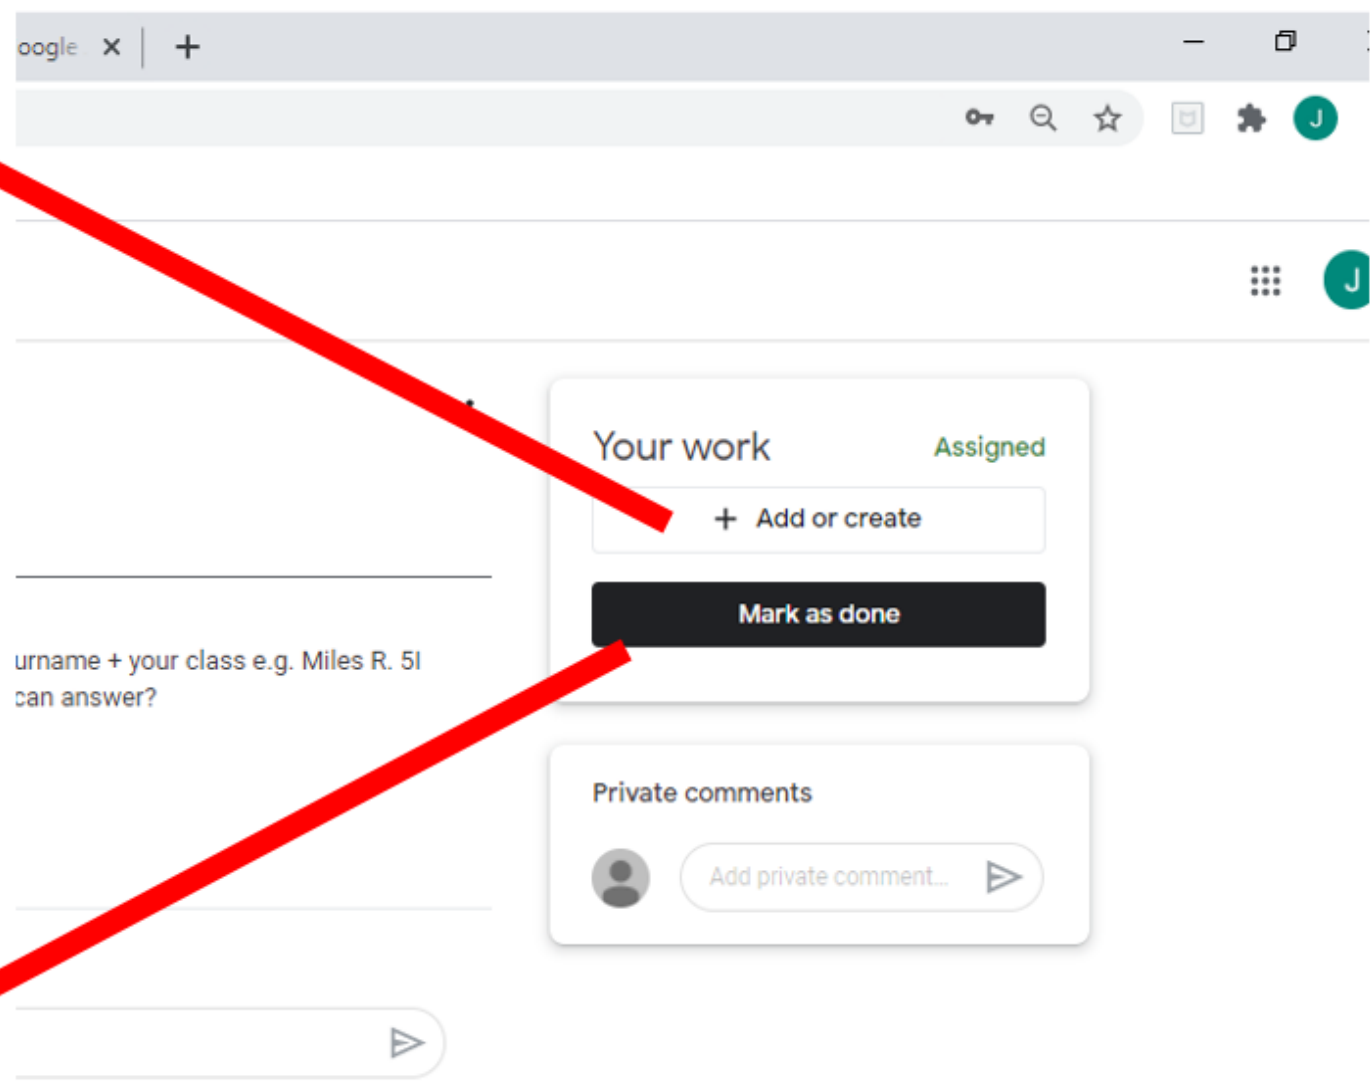 oogle
J
J
Your work Assigned
+ Add or create
Mark as done
urname + your class e.g. Miles R. 5I
can answer?
Private comments
Add private comment...